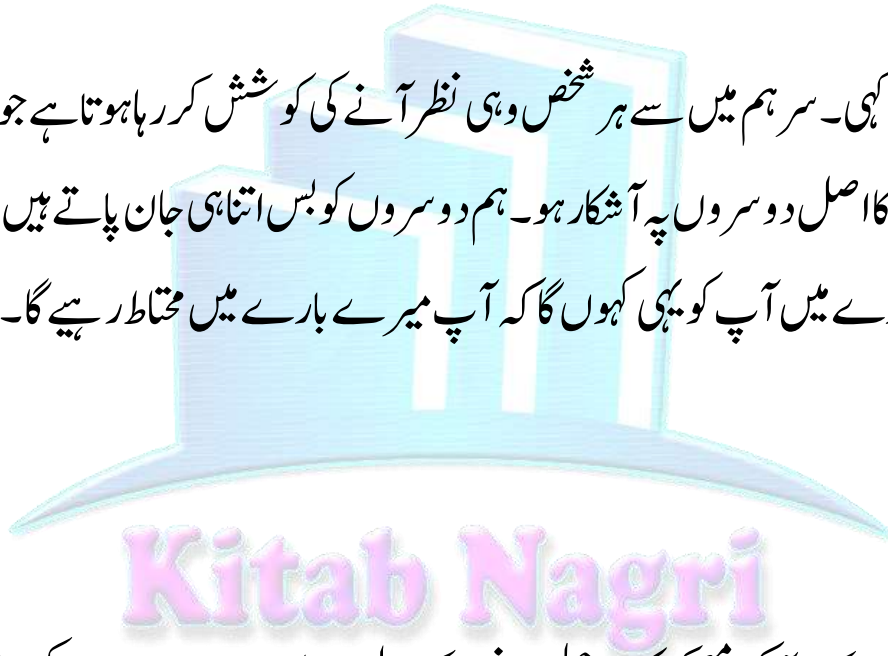 کہی۔ سر ہم میں سے ہر شخص وہی نظر آنے کی کوشش کر رہا ہوتا ہے جو
کا اصل دوسروں پہ آشکار ہو۔ ہم دوسروں کو بس اتنا ہی جان پاتے ہیں
میں آپ کو یہی کہوں گا کہ آپ میرے بارے میں محتاط رہیے گا۔
Kitab Nagri